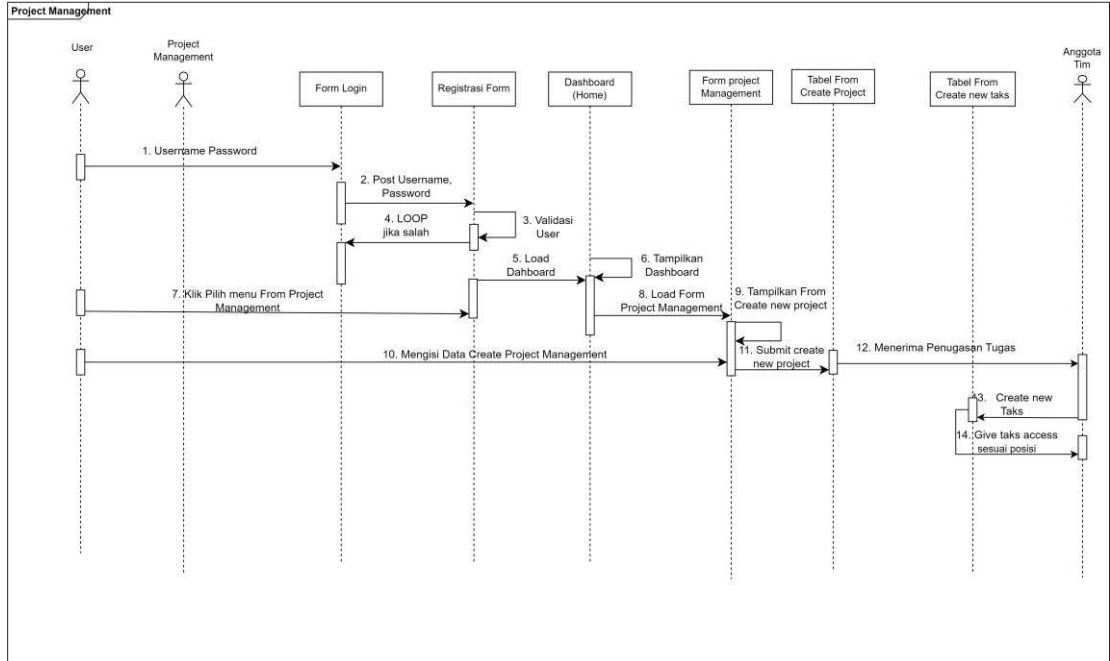 Project Management
User
Project
Management
Form Login
Registrasi Form
Dashboard
(Home)
Form project
Management
Tabel From
Create Project
Tabel From
Create new taks
Anggota
Tim
1. Username Password
2. Post Username,
Password
3. Validasi
User
4. LOOP
jika salah
5. Load
Dahboard
6. Tampilkan
Dashboard
7. Klik Pilih menu From Project
Management
8. Load Form
Project Management
9. Tampilkan From
Create new project
10. Mengisi Data Create Project Management
11. Submit create
new project
12. Menerima Penugasan Tugas
13. Create new
Taks
14. Give taks access
sesuai posisi